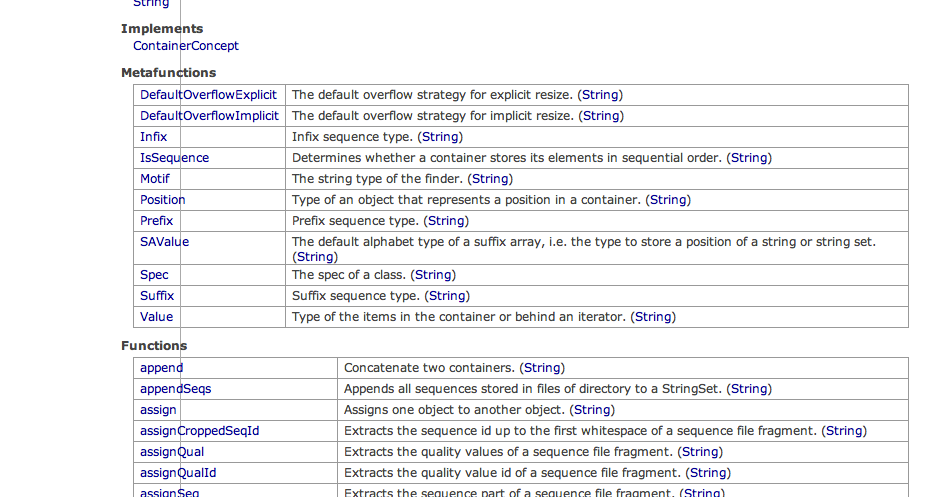 String
Implements
ContainerConcept
Metafunctions
DefaultOverflowExplicit The default overflow strategy for explicit resize. (String)
DefaultOverflowImplicit The default overflow strategy for implicit resize. (String)
Infix Infix sequence type. (String)
IsSequence Determines whether a container stores its elements in sequential order. (String)
Motif The string type of the finder. (String)
Position Type of an object that represents a position in a container. (String)
Prefix Prefix sequence type. (String)
SAValue The default alphabet type of a suffix array, i.e. the type to store a position of a string or string set.
(String)
Spec The spec of a class. (String)
Suffix Suffix sequence type. (String)
Value Type of the items in the container or behind an iterator. (String)
Functions
append Concatenate two containers. (String)
appendSeqs Appends all sequences stored in files of directory to a StringSet. (String)
assign Assigns one object to another object. (String)
assignCroppedSeqId Extracts the sequence id up to the first whitespace of a sequence file fragment. (String)
assignQual Extracts the quality values of a sequence file fragment. (String)
assignQualId Extracts the quality value id of a sequence file fragment. (String)
assignSeq Extracts the sequence part of a sequence file fragment. (String)